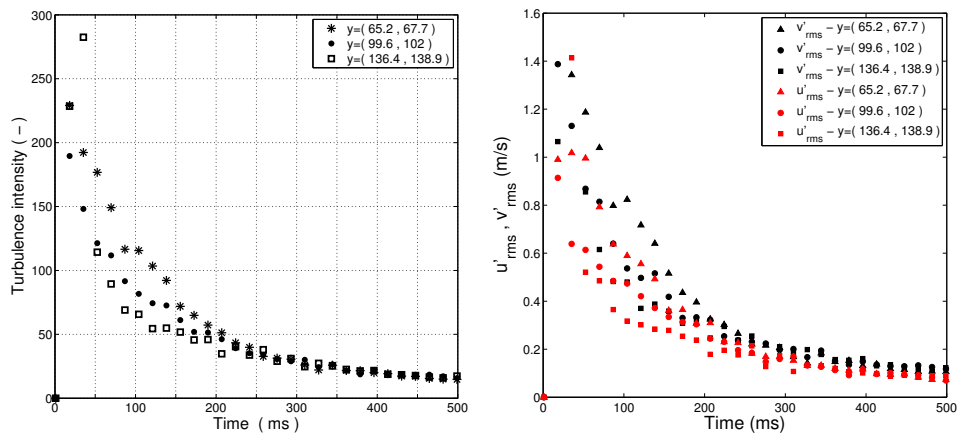 300
250
200
150
100
50
0
0
100
200
300
400
500
Turbulence intensity ( − )
Time ( ms )
y=( 65.2 , 67.7 )
y=( 99.6 , 102 )
y=( 136.4 , 138.9 )
1.6
1.4
1.2
1
0.8
0.6
0.4
0.2
0
0
100
200
300
400
500
u'rms , v'rms (m/s)
Time (ms)
v'rms − y=( 65.2 , 67.7 )
v'rms − y=( 99.6 , 102 )
v'rms − y=( 136.4 , 138.9 )
u'rms − y=( 65.2 , 67.7 )
u'rms − y=( 99.6 , 102 )
u'rms − y=( 136.4 , 138.9 )